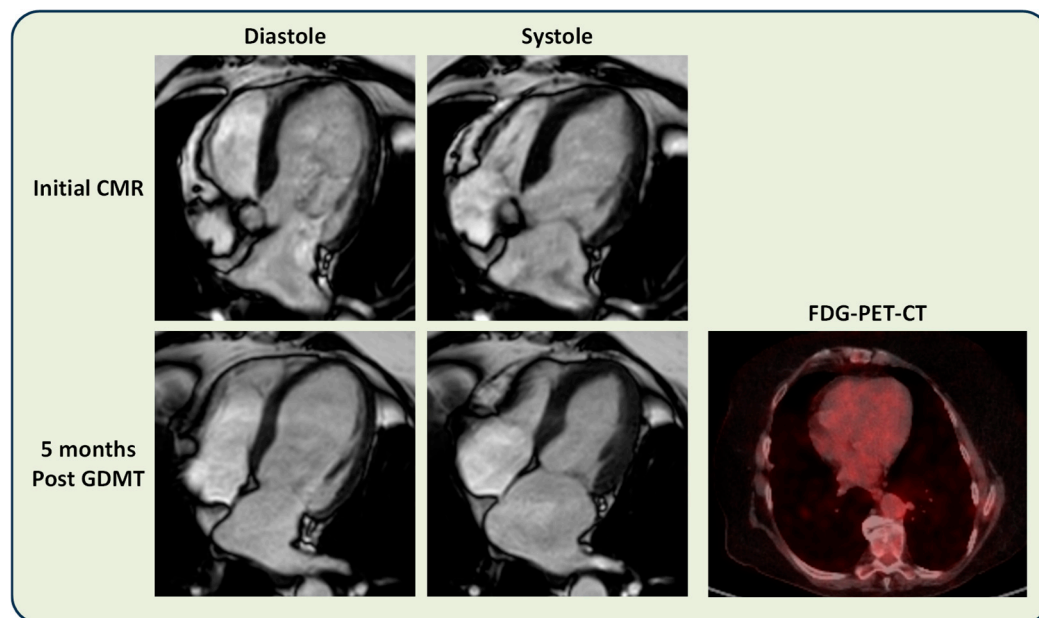 Diastole
Systole
Initial CMR
5 months
Post GDMT
FDG-PET-CT